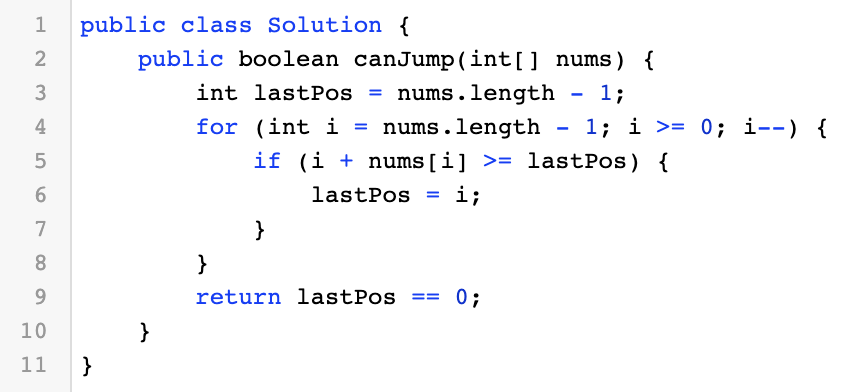 1 public class Solution {
2     public boolean canJump(int[] nums) {
3         int lastPos = nums.length - 1;
4         for (int i = nums.length - 1; i >= 0; i--) {
5             if (i + nums[i] >= lastPos) {
6                 lastPos = i;
7             }
8         }
9         return lastPos == 0;
10     }
11 }